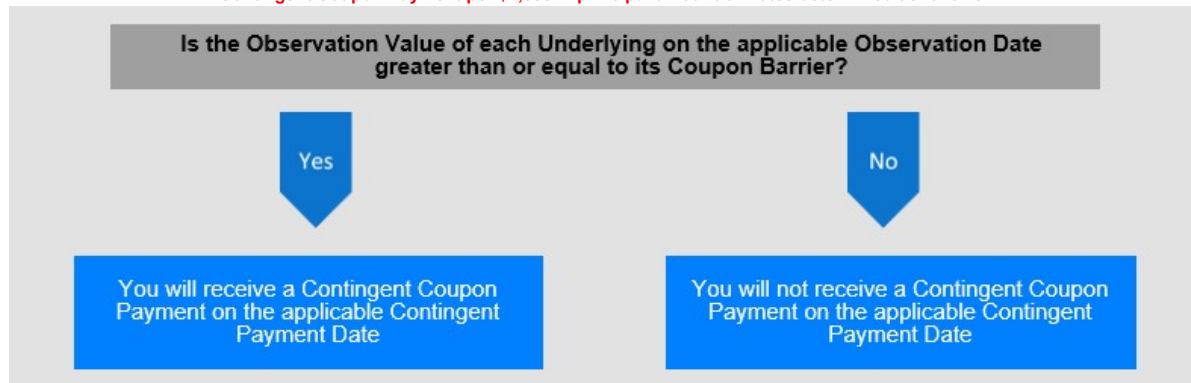 Is the Observation Value of each Underlying on the applicable Observation Date
greater than or equal to its Coupon Barrier?
Yes
No
You will receive a Contingent Coupon
Payment on the applicable Contingent
Payment Date
You will not receive a Contingent Coupon
Payment on the applicable Contingent
Payment Date